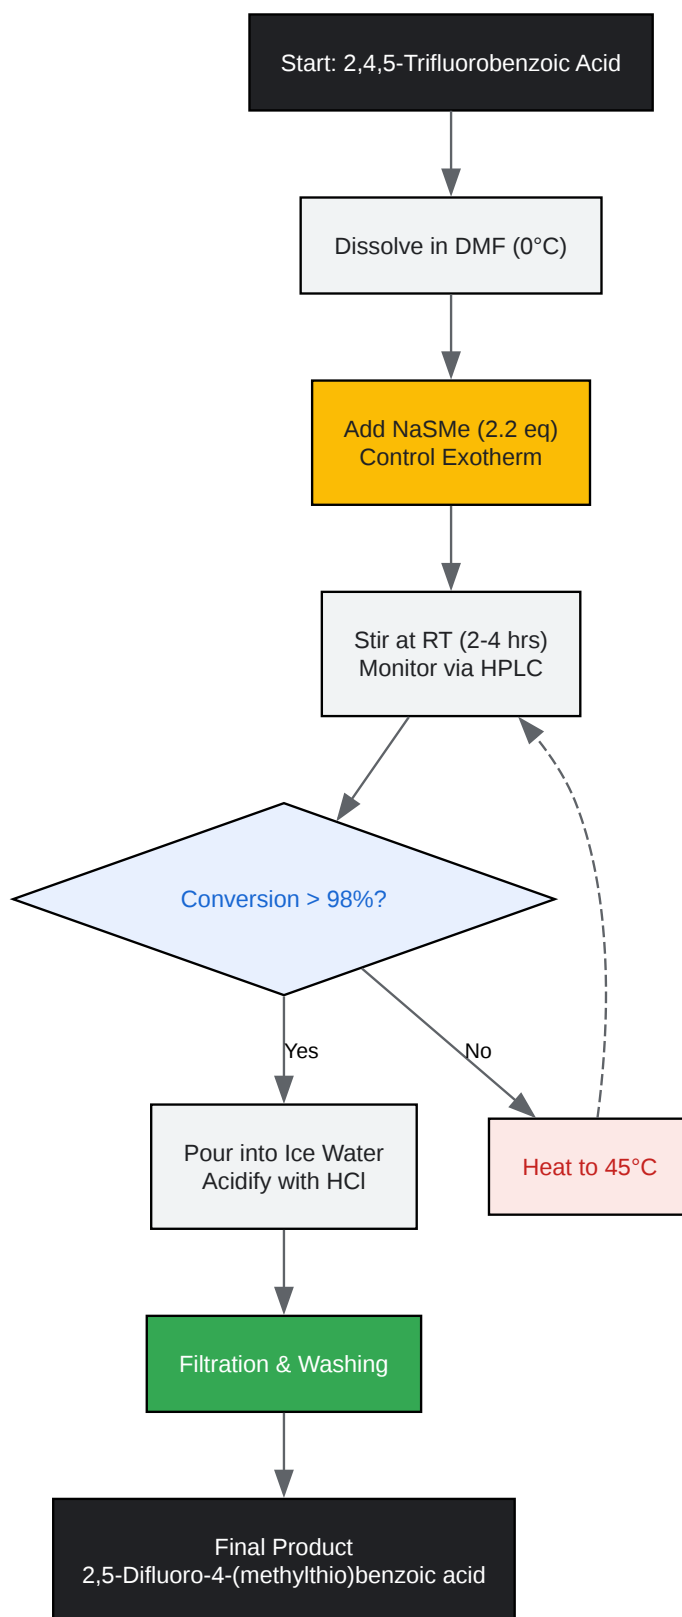 Start: 2,4,5-Trifluorobenzoic Acid
Dissolve in DMF (0°C)
Add NaSMe (2.2 eq)
Control Exotherm
Stir at RT (2-4 hrs)
Monitor via HPLC
Conversion > 98%?
Yes
No
Pour into Ice Water
Acidify with HCl
Heat to 45°C
Filtration & Washing
Final Product
2,5-Difluoro-4-(methylthio)benzoic acid